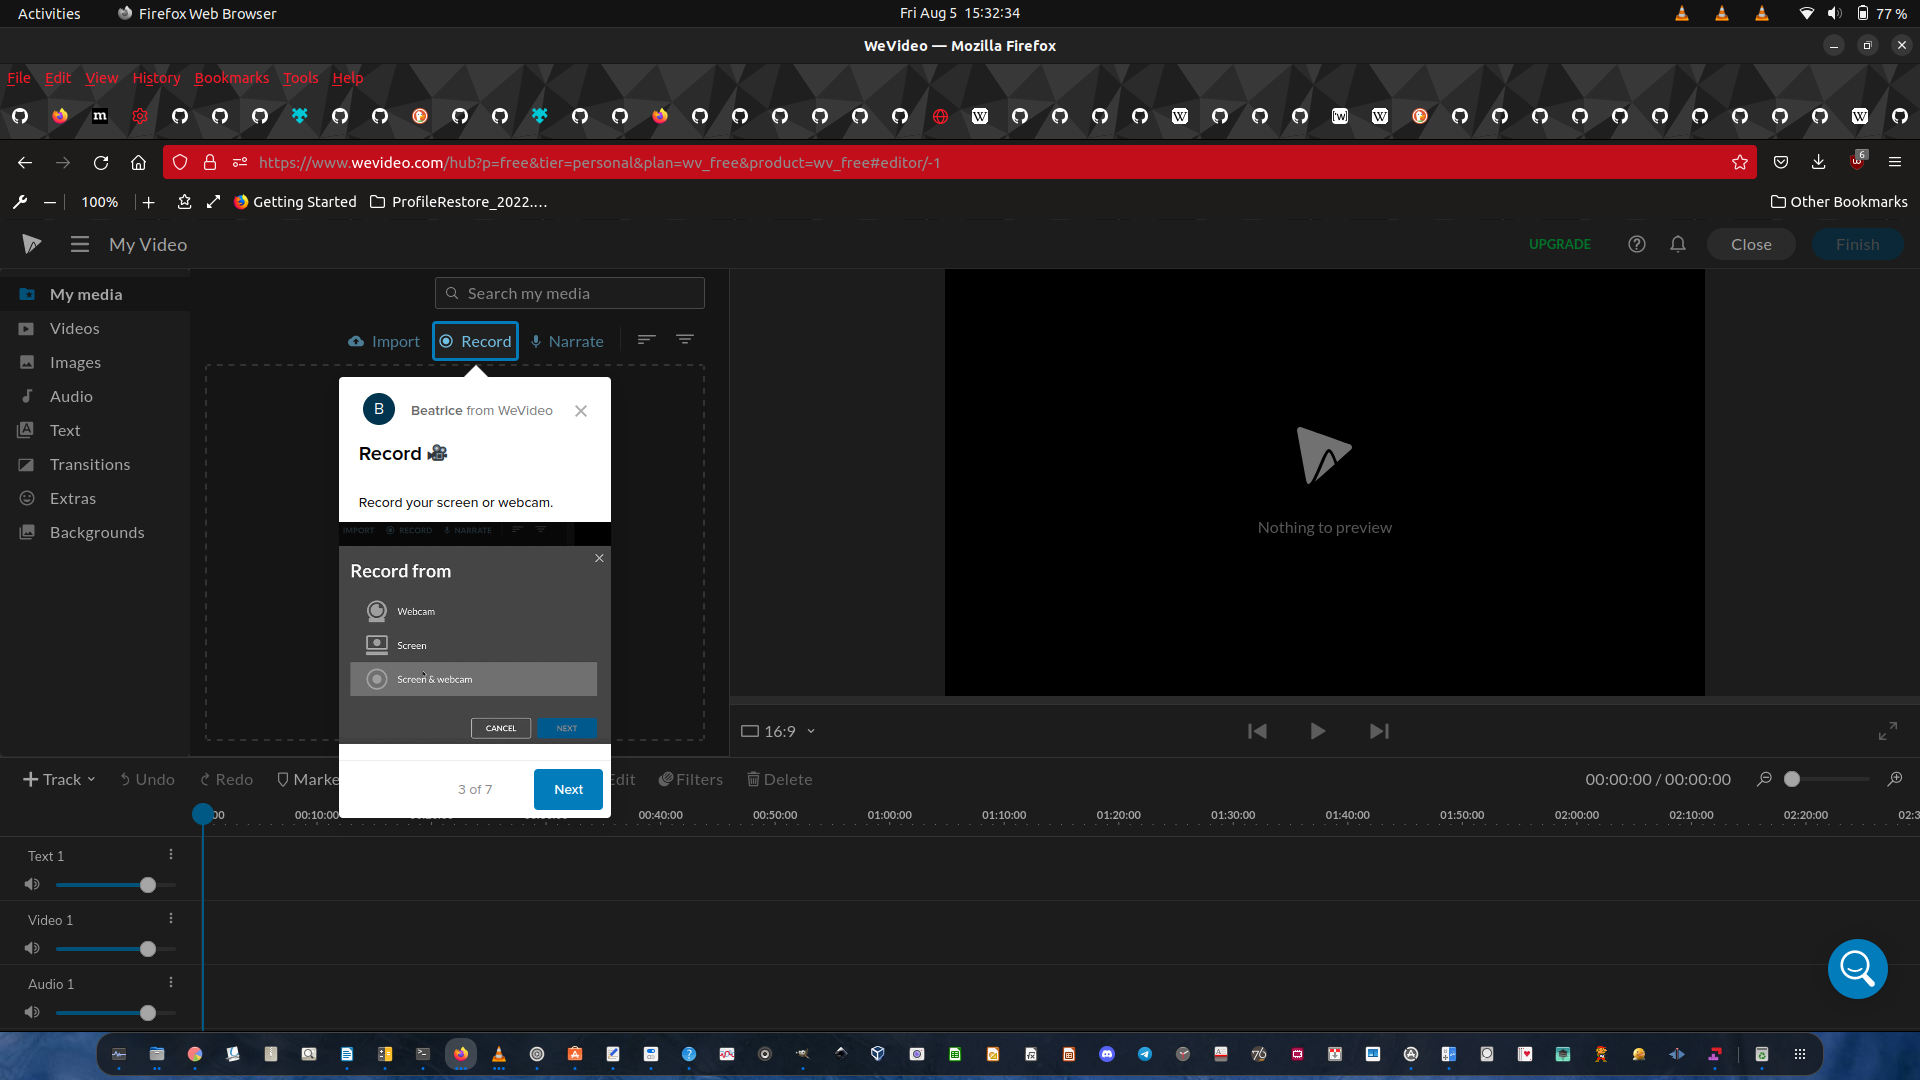 Activities
Firefox Web Browser
Fri Aug 5 15:32:34
77 %
WeVideo — Mozilla Firefox
File Edit View History Bookmarks Tools Help
https://www.wevideo.com/hub?p=free&tier=personal&plan=wv_free&product=wv_free#editor/-1
6
100%
Getting Started
ProfileRestore_2022.…
Other Bookmarks
My Video
UPGRADE
Close
Finish
My media
Videos
Images
Audio
Text
Transitions
Extras
Backgrounds
Search my media
Import
Record
Narrate
B
Beatrice from WeVideo
Record
Record your screen or webcam.
IMPORT RECORD NARRATE
Record from
Webcam
Screen
Screen & webcam
CANCEL
NEXT
3 of 7
Next
Nothing to preview
16:9
Track
Undo
Redo
Marke
Edit
Filters
Delete
00:00:00 / 00:00:00
00:10:00
00:40:00
00:50:00
01:00:00
01:10:00
01:20:00
01:30:00
01:40:00
01:50:00
02:00:00
02:10:00
02:20:00
02:3
Text 1
Video 1
Audio 1